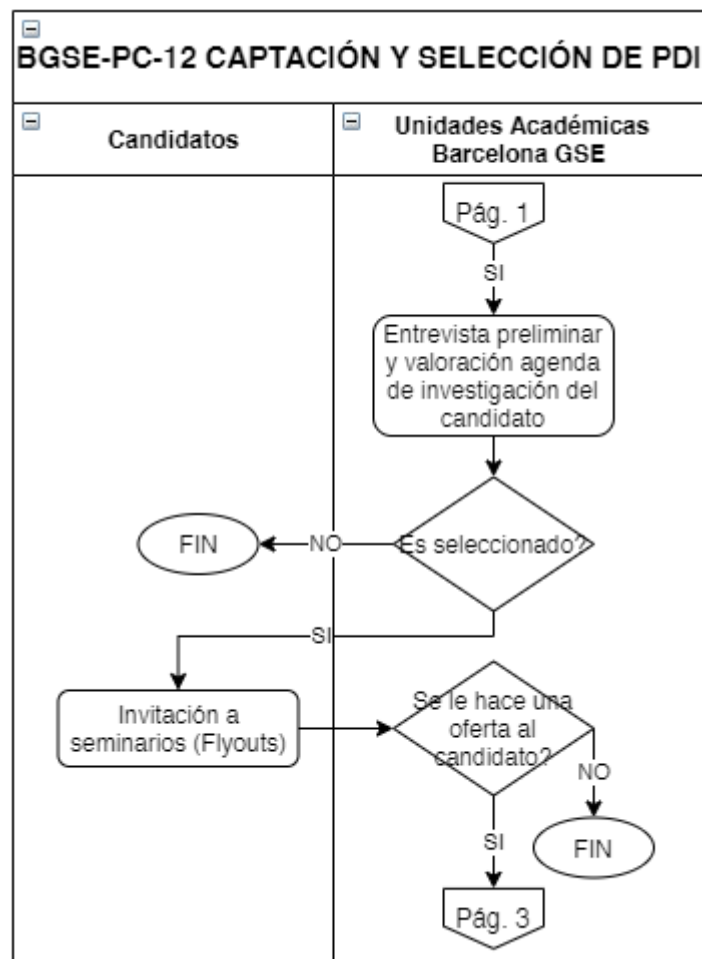 BGSE-PC-12 CAPTACIÓN Y SELECCIÓN DE PDI
Candidatos
Unidades Académicas
Barcelona GSE
Pág. 1
SI
Entrevista preliminar
y valoración agenda
de investigación del
candidato
Es seleccionado?
NO
FIN
SI
Invitación a
seminarios (Flyouts)
Se le hace una
oferta al
candidato?
NO
FIN
SI
Pág. 3